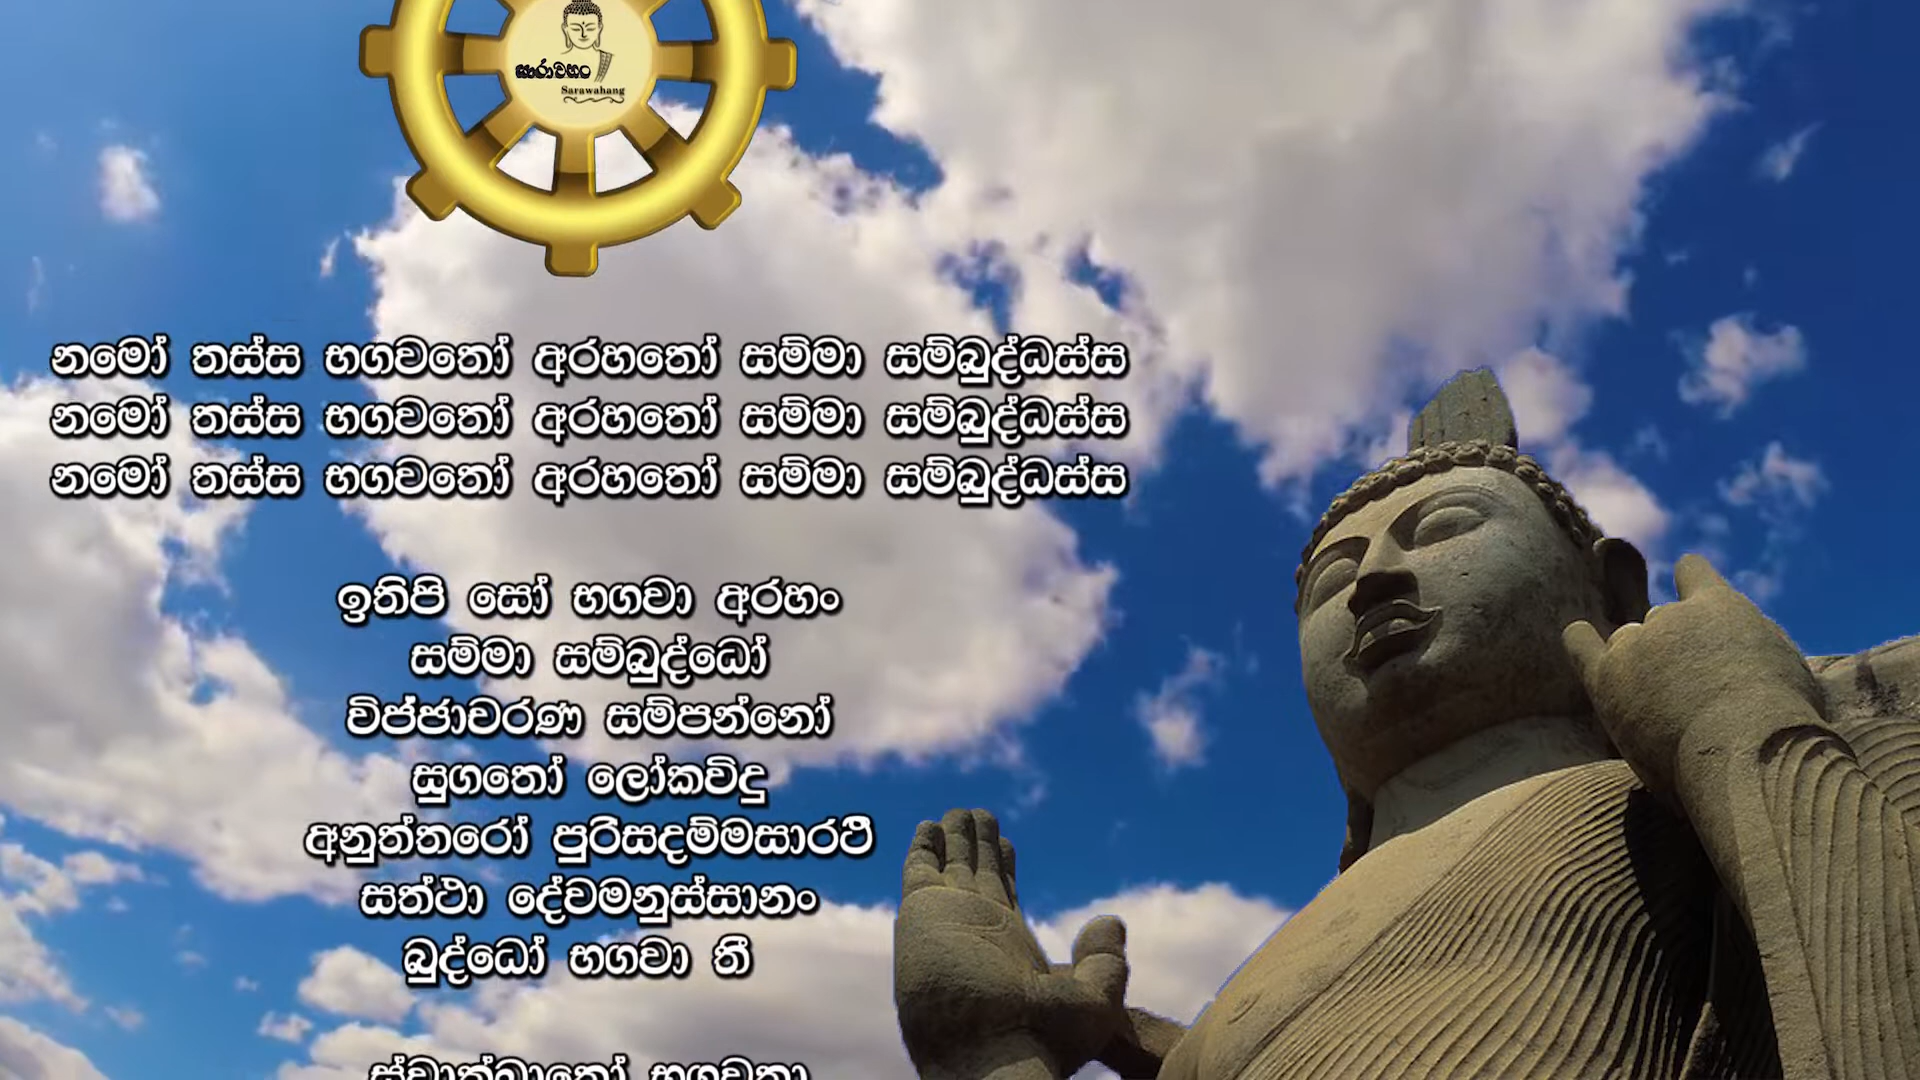 සාරාවහං
Sarawahang
නමෝ තස්ස භගවතෝ අරහතෝ සම්මා සම්බුද්ධස්ස
නමෝ තස්ස භගවතෝ අරහතෝ සම්මා සම්බුද්ධස්ස
නමෝ තස්ස භගවතෝ අරහතෝ සම්මා සම්බුද්ධස්ස
ඉතිපි සෝ භගවා අරහං
සම්මා සම්බුද්ධෝ
විජ්ජාචරණ සම්පන්නෝ
සුගතෝ ලෝකවිදු
අනුත්තරෝ පුරිසදම්මසාරථි
සත්ථා දේවමනුස්සානං
බුද්ධෝ භගවා තී
ස්වාක්ඛාතෝ භගවතා